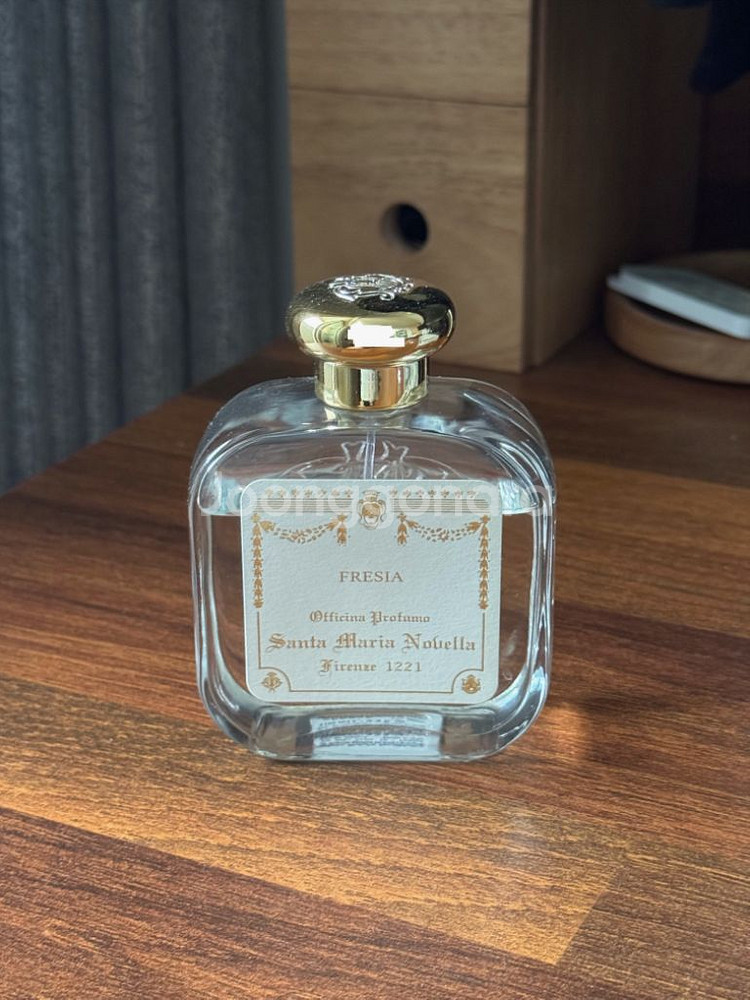 FRESIA
Officina Profumo
Santa Maria Novella
Firenze 1221